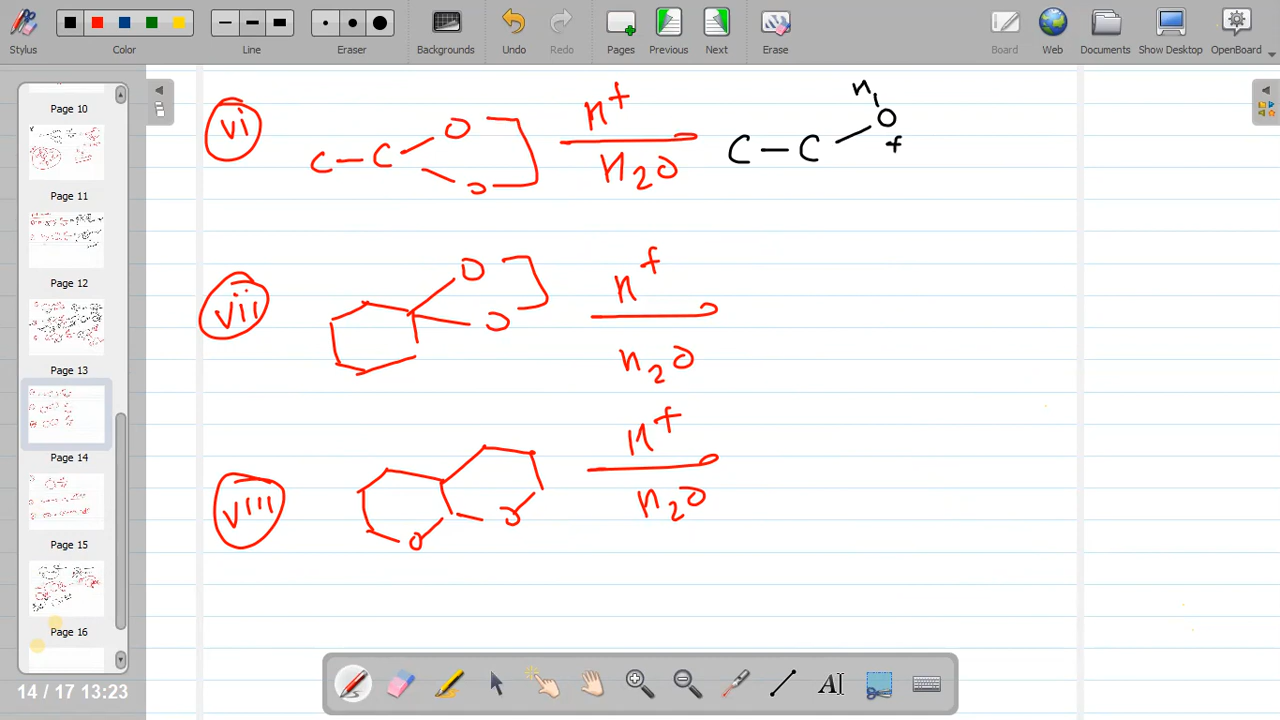 Stylus
Color
Line
Eraser
Backgrounds
Undo
Redo
Pages
Previous
Next
Erase
Board
Web
Documents
Show Desktop
OpenBoard
Page 10
Page 11
Page 12
Page 13
Page 14
Page 15
Page 16
14 / 17 13:23
vi
C - C
O
O
H+
H2O
C - C
H
O
+
vii
O
O
H+
H2O
viii
O
O
H+
H2O
A